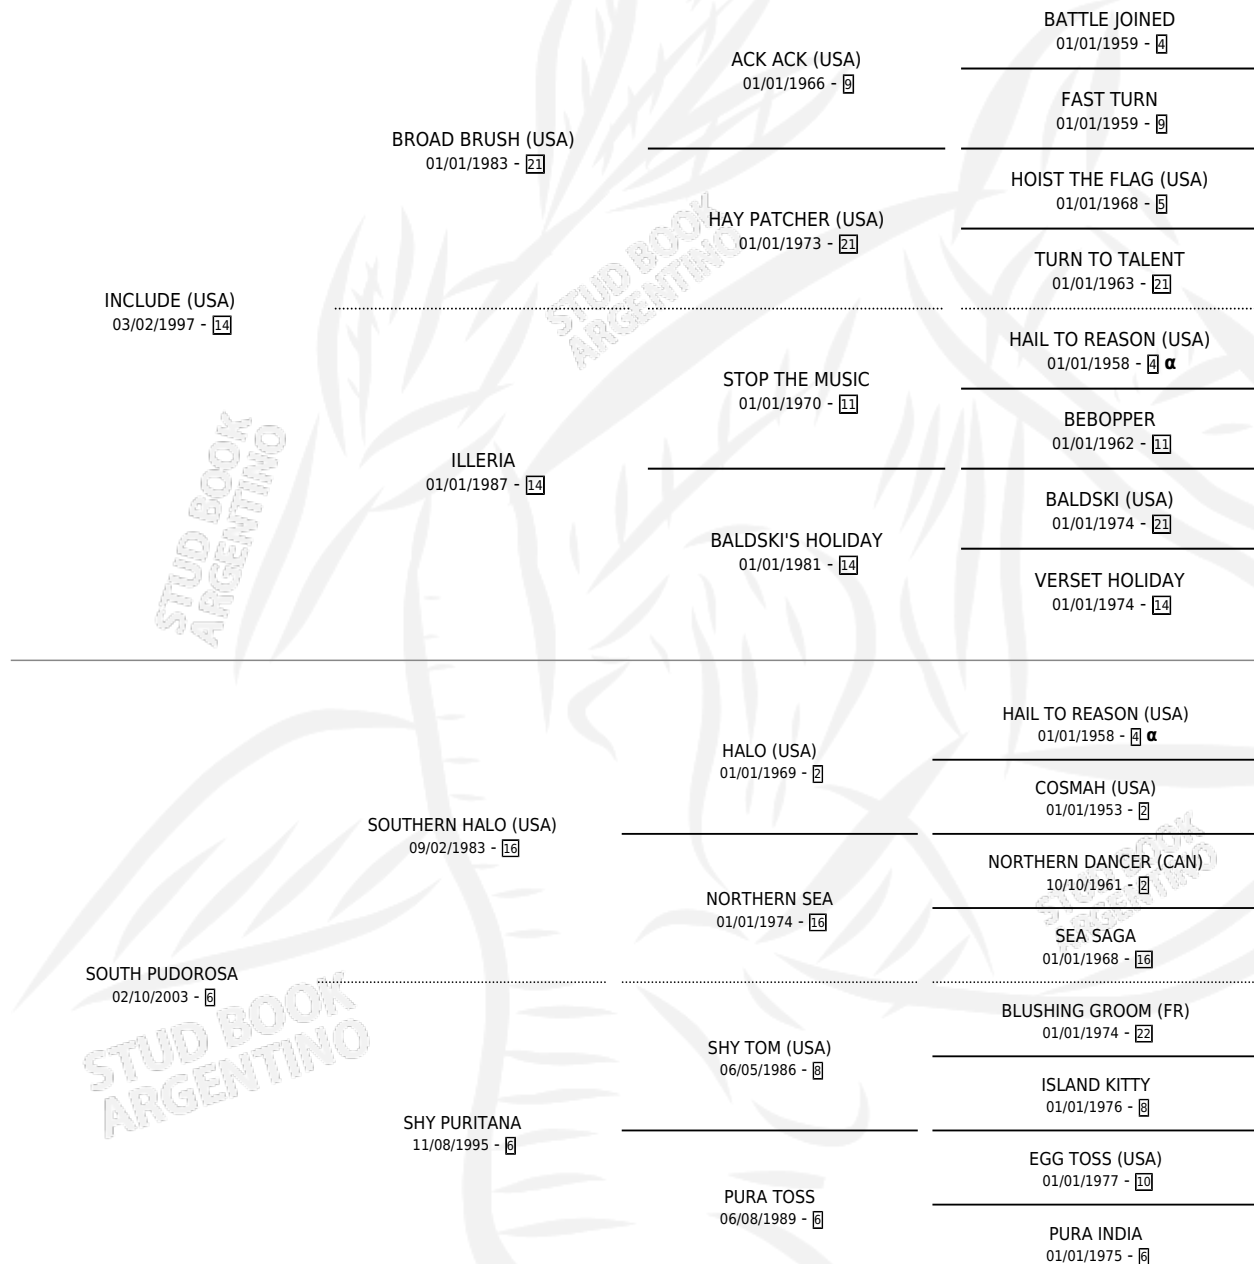 BATTLE JOINED
01/01/1959 - 4
ACK ACK (USA)
01/01/1966 - 9
FAST TURN
01/01/1959 - 9
BROAD BRUSH (USA)
01/01/1983 - 21
HOIST THE FLAG (USA)
01/01/1968 - 5
HAY PATCHER (USA)
01/01/1973 - 21
TURN TO TALENT
01/01/1963 - 21
INCLUDE (USA)
03/02/1997 - 14
HAIL TO REASON (USA)
01/01/1958 - 4 α
STOP THE MUSIC
01/01/1970 - 11
BEBOPPER
01/01/1962 - 11
ILLERIA
01/01/1987 - 14
BALDSKI (USA)
01/01/1974 - 21
BALDSKI'S HOLIDAY
01/01/1981 - 14
VERSET HOLIDAY
01/01/1974 - 14
HAIL TO REASON (USA)
01/01/1958 - 4 α
HALO (USA)
01/01/1969 - 2
COSMAH (USA)
01/01/1953 - 2
SOUTHERN HALO (USA)
09/02/1983 - 16
NORTHERN DANCER (CAN)
10/10/1961 - 2
NORTHERN SEA
01/01/1974 - 16
SEA SAGA
01/01/1968 - 16
SOUTH PUDOROSA
02/10/2003 - 6
BLUSHING GROOM (FR)
01/01/1974 - 22
SHY TOM (USA)
06/05/1986 - 8
ISLAND KITTY
01/01/1976 - 8
SHY PURITANA
11/08/1995 - 6
EGG TOSS (USA)
01/01/1977 - 10
PURA TOSS
06/08/1989 - 6
PURA INDIA
01/01/1975 - 6
STUD BOOK
ARGENTINO
STUD BOOK
ARGENTINO
STUD BOOK
ARGENTINO
STUD BOOK
ARGENTINO